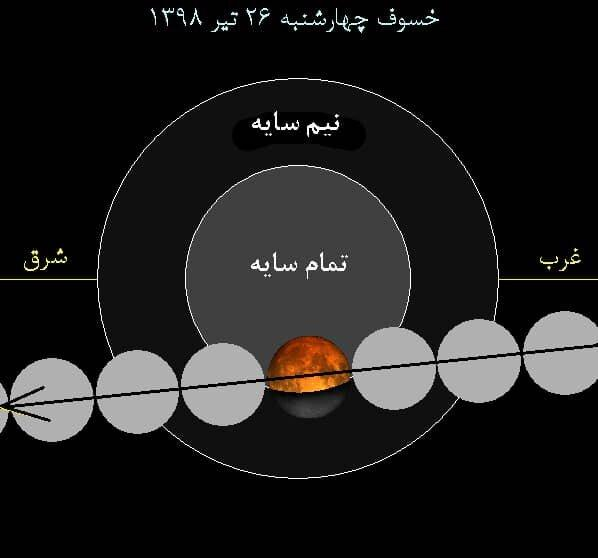 خسوف چهارشنبه ۲۶ تیر ۱۳۹۸
نیم سایه
تمام سایه
غرب
شرق